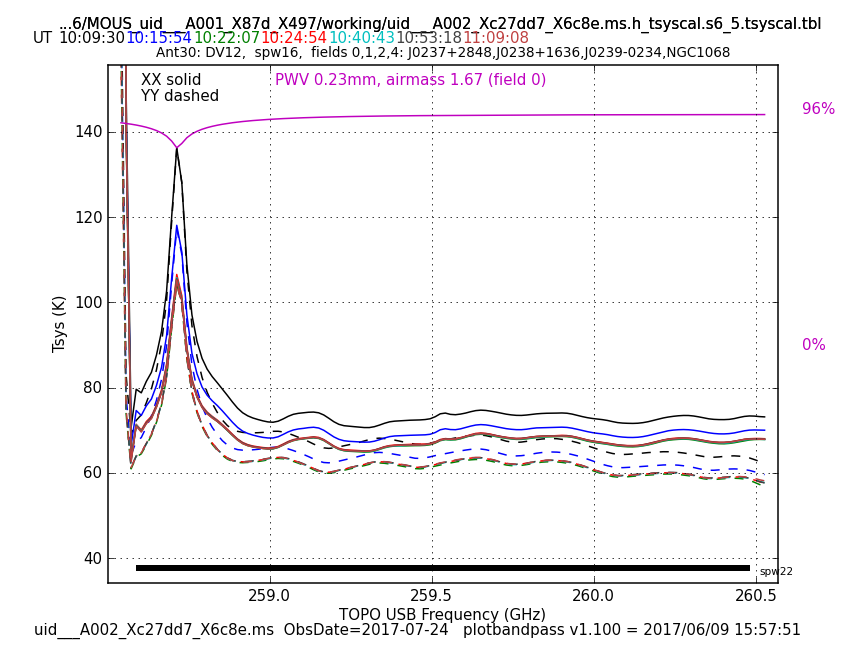 ...6/MOUS_uid___A001_X87d_X497/working/uid___A002_Xc27dd7_X6c8e.ms.h_tsyscal.s6_5.tsyscal.tbl
UT 10:09:30 10:15:54 10:22:07 10:24:54 10:40:43 10:53:18 11:09:08
Ant30: DV12, spw16, fields 0,1,2,4: J0237+2848,J0238+1636,J0239-0234,NGC1068
XX solid
YY dashed
PWV 0.23mm, airmass 1.67 (field 0)
96%
0%
140
120
100
80
60
40
Tsys (K)
spw22
259.0 259.5 260.0 260.5
TOPO USB Frequency (GHz)
uid___A002_Xc27dd7_X6c8e.ms ObsDate=2017-07-24 plotbandpass v1.100 = 2017/06/09 15:57:51